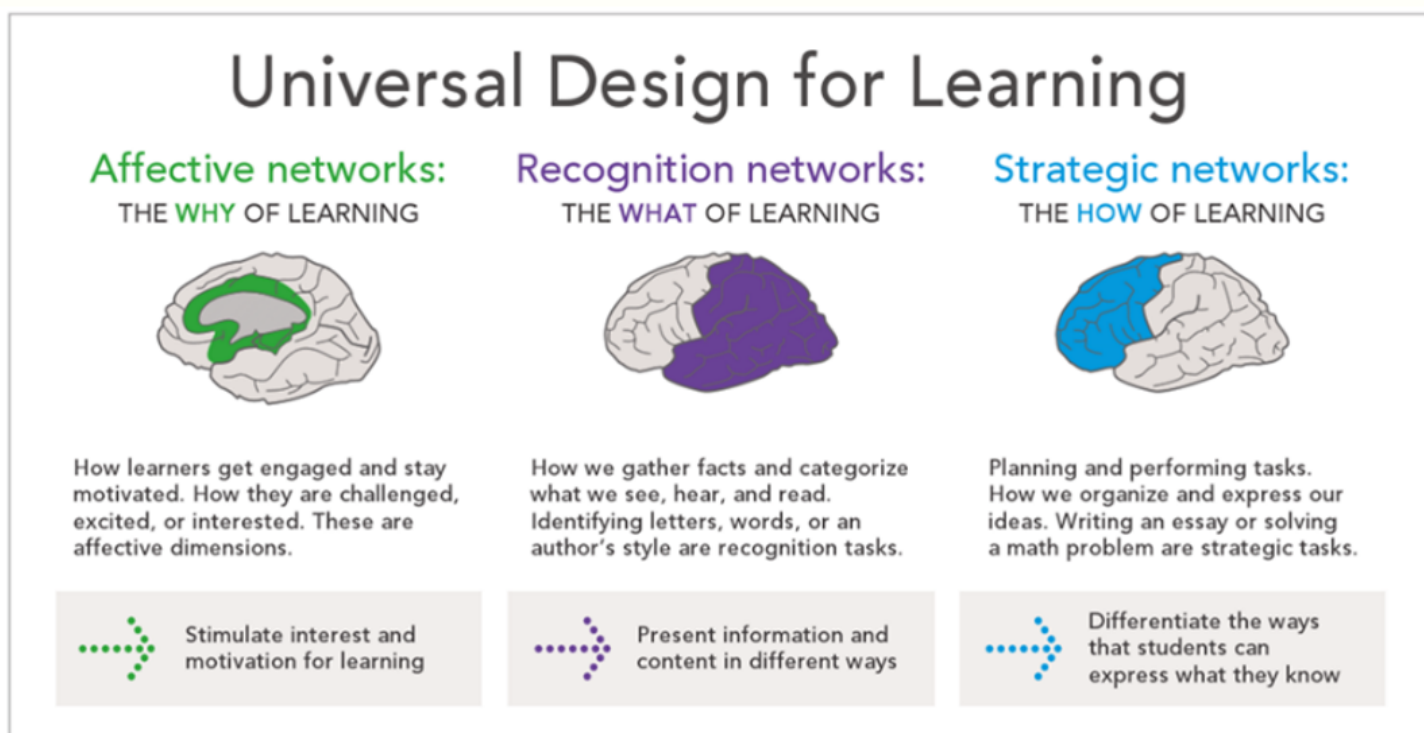 Universal Design for Learning
Affective networks:
THE WHY OF LEARNING
How learners get engaged and stay
motivated. How they are challenged,
excited, or interested. These are
affective dimensions.
Stimulate interest and
motivation for learning
Recognition networks:
THE WHAT OF LEARNING
How we gather facts and categorize
what we see, hear, and read.
Identifying letters, words, or an
author's style are recognition tasks.
Present information and
content in different ways
Strategic networks:
THE HOW OF LEARNING
Planning and performing tasks.
How we organize and express our
ideas. Writing an essay or solving
a math problem are strategic tasks.
Differentiate the ways
that students can
express what they know